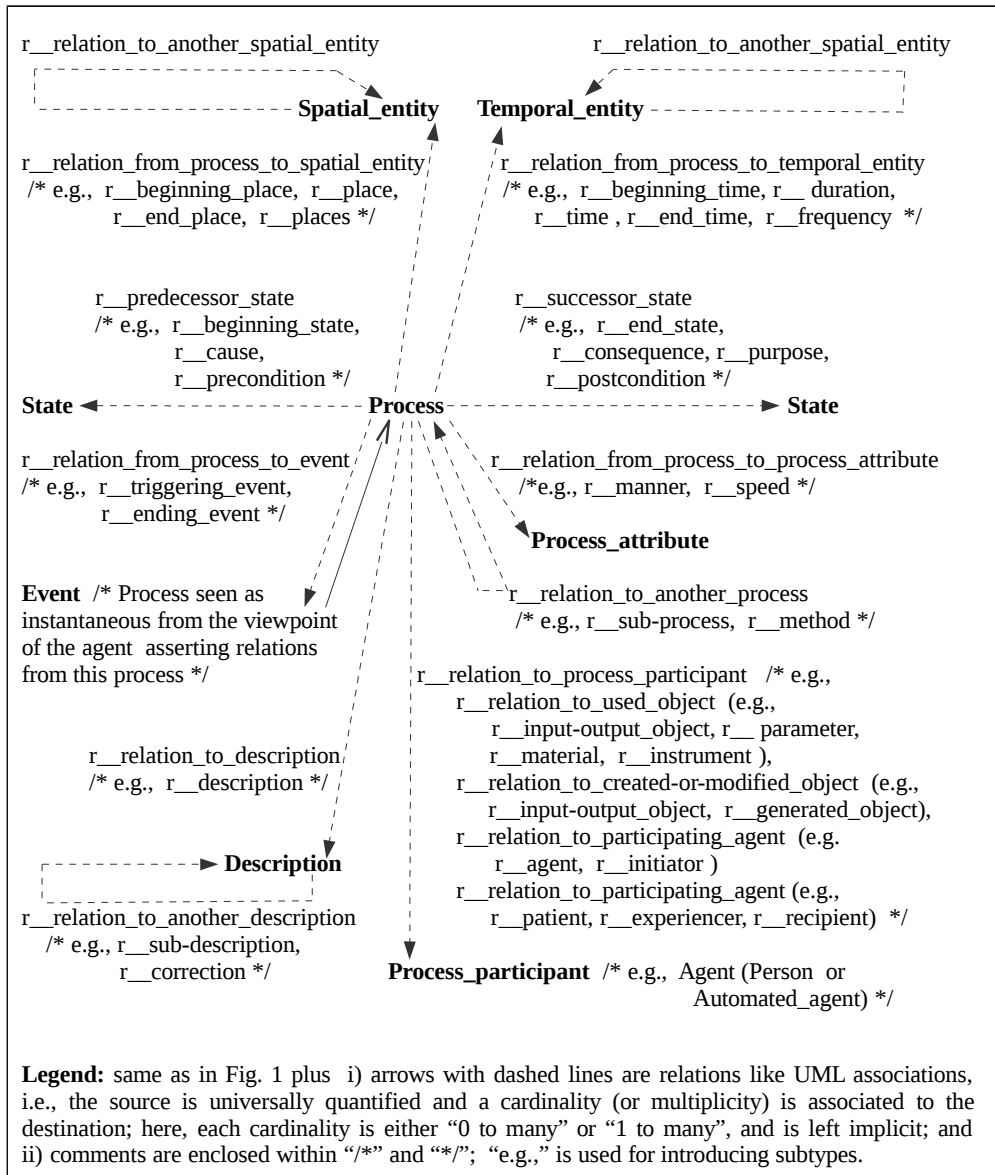 r__relation_to_another_spatial_entity
r__relation_to_another_spatial_entity
Spatial_entity
Temporal_entity
r__relation_from_process_to_spatial_entity
/* e.g., r__beginning_place, r__place,
r__end_place, r__places */
r__relation_from_process_to_temporal_entity
/* e.g., r__beginning_time, r__ duration,
r__time , r__end_time, r__frequency */
r__predecessor_state
/* e.g., r__beginning_state,
r__cause,
r__precondition */
r__successor_state
/* e.g., r__end_state,
r__consequence, r__purpose,
r__postcondition */
State
Process
State
r__relation_from_process_to_event
/* e.g., r__triggering_event,
r__ending_event */
r__relation_from_process_to_process_attribute
/*e.g., r__manner, r__speed */
Process_attribute
Event /* Process seen as
instantaneous from the viewpoint
of the agent asserting relations
from this process */
r__relation_to_another_process
/* e.g., r__sub-process, r__method */
r__relation_to_process_participant /* e.g.,
r__relation_to_used_object (e.g.,
r__input-output_object, r__ parameter,
r__material, r__instrument ),
r__relation_to_created-or-modified_object (e.g.,
r__input-output_object, r__generated_object),
r__relation_to_participating_agent (e.g.
r__agent, r__initiator )
r__relation_to_participating_agent (e.g.,
r__patient, r__experiencer, r__recipient) */
r__relation_to_description
/* e.g., r__description */
Description
r__relation_to_another_description
/* e.g., r__sub-description,
r__correction */
Process_participant /* e.g., Agent (Person or
Automated_agent) */
Legend: same as in Fig. 1 plus i) arrows with dashed lines are relations like UML associations,
i.e., the source is universally quantified and a cardinality (or multiplicity) is associated to the
destination; here, each cardinality is either “0 to many” or “1 to many”, and is left implicit; and
ii) comments are enclosed within “/*” and “*/”; “e.g.,” is used for introducing subtypes.